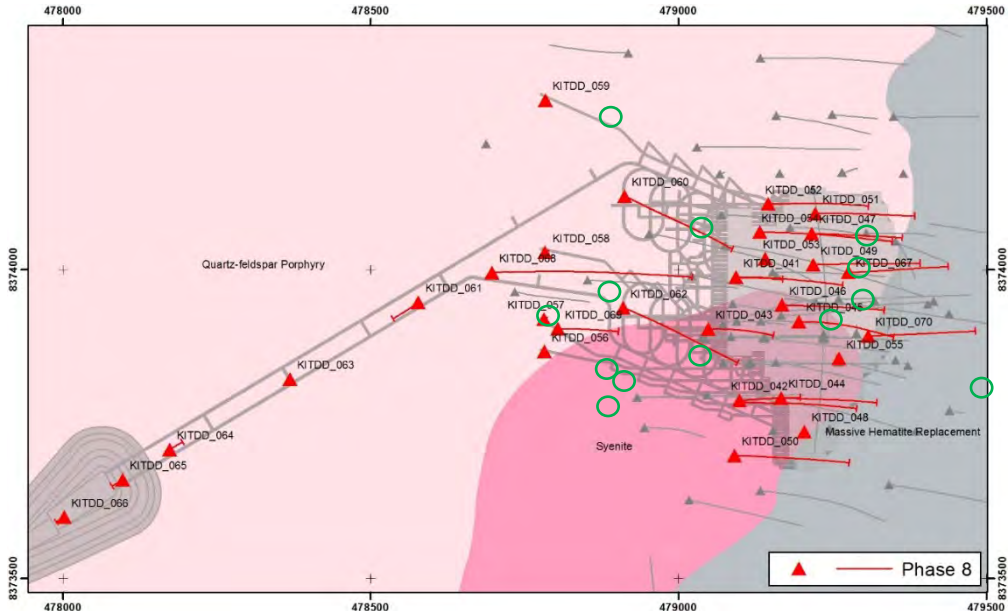 478000
478500
479000
479500
8374000
8374000
8373500
8373500
478000
478500
479000
479500
KITDD_059
KITDD_060
KITDD_052
KITDD_051
KITDD_054
KITDD_047
KITDD_058
KITDD_053
KITDD_049
Quartz-feldspar Porphyry
KITDD_068
KITDD_041
KITDD_067
KITDD_061
KITDD_062
KITDD_046
KITDD_057
KITDD_069
KITDD_043
KITDD_045
KITDD_070
KITDD_056
KITDD_055
KITDD_063
KITDD_042
KITDD_044
KITDD_064
KITDD_048
KITDD_050
Syenite
Massive Hematite Replacement
KITDD_065
KITDD_066
Phase 8